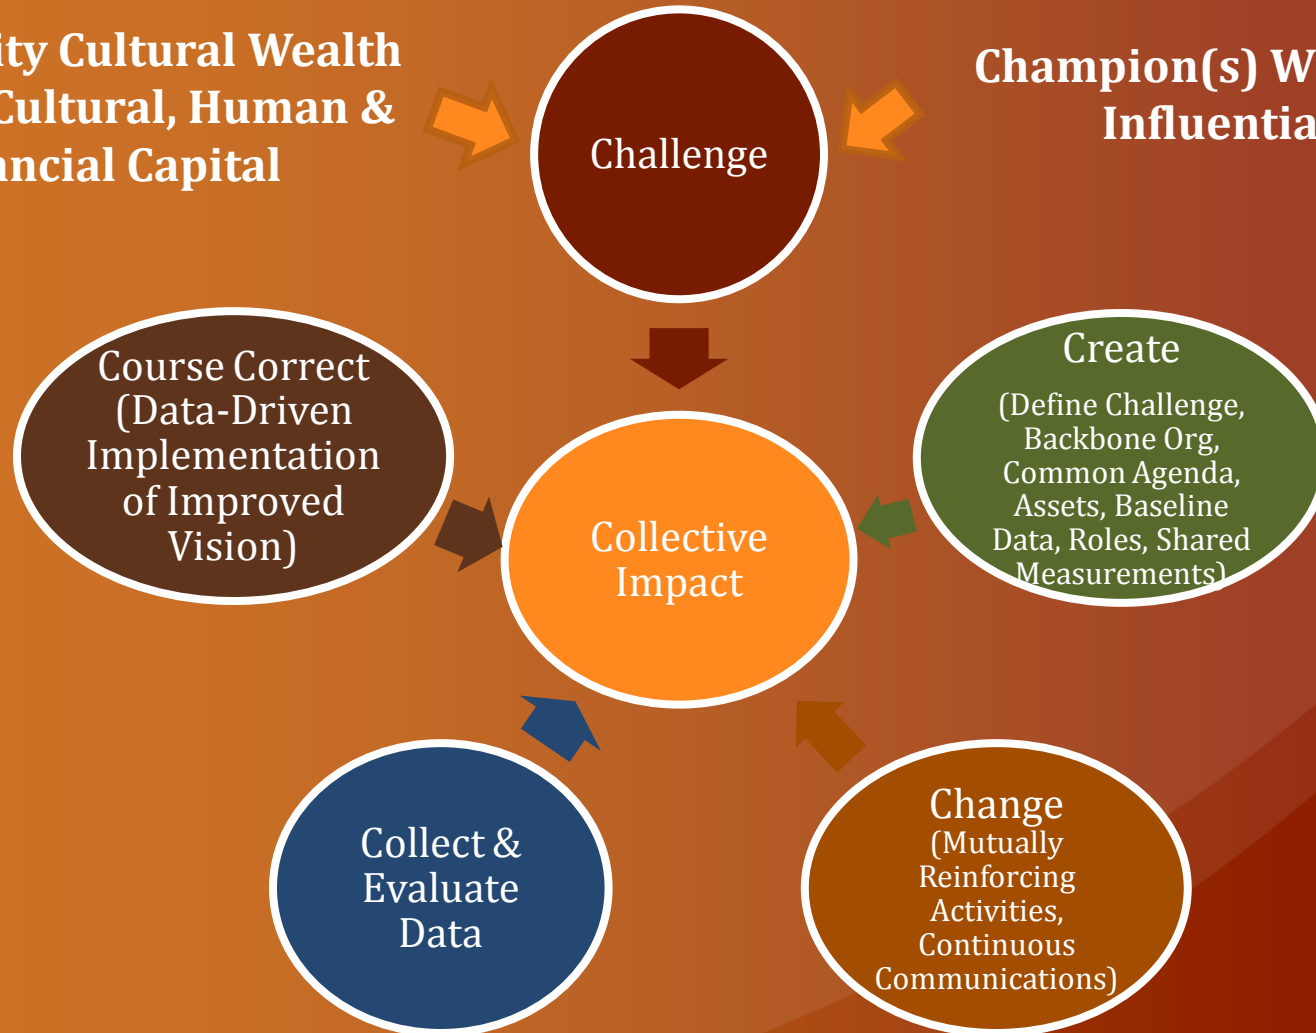 ity Cultural Wealth
Cultural, Human &
ncial Capital
Champion(s) W
Influentia
Challenge
Course Correct
(Data-Driven
Implementation
of Improved
Vision)
Create
(Define Challenge,
Backbone Org,
Common Agenda,
Assets, Baseline
Data, Roles, Shared
Measurements)
Collective
Impact
Collect &
Evaluate
Data
Change
(Mutually
Reinforcing
Activities,
Continuous
Communications)